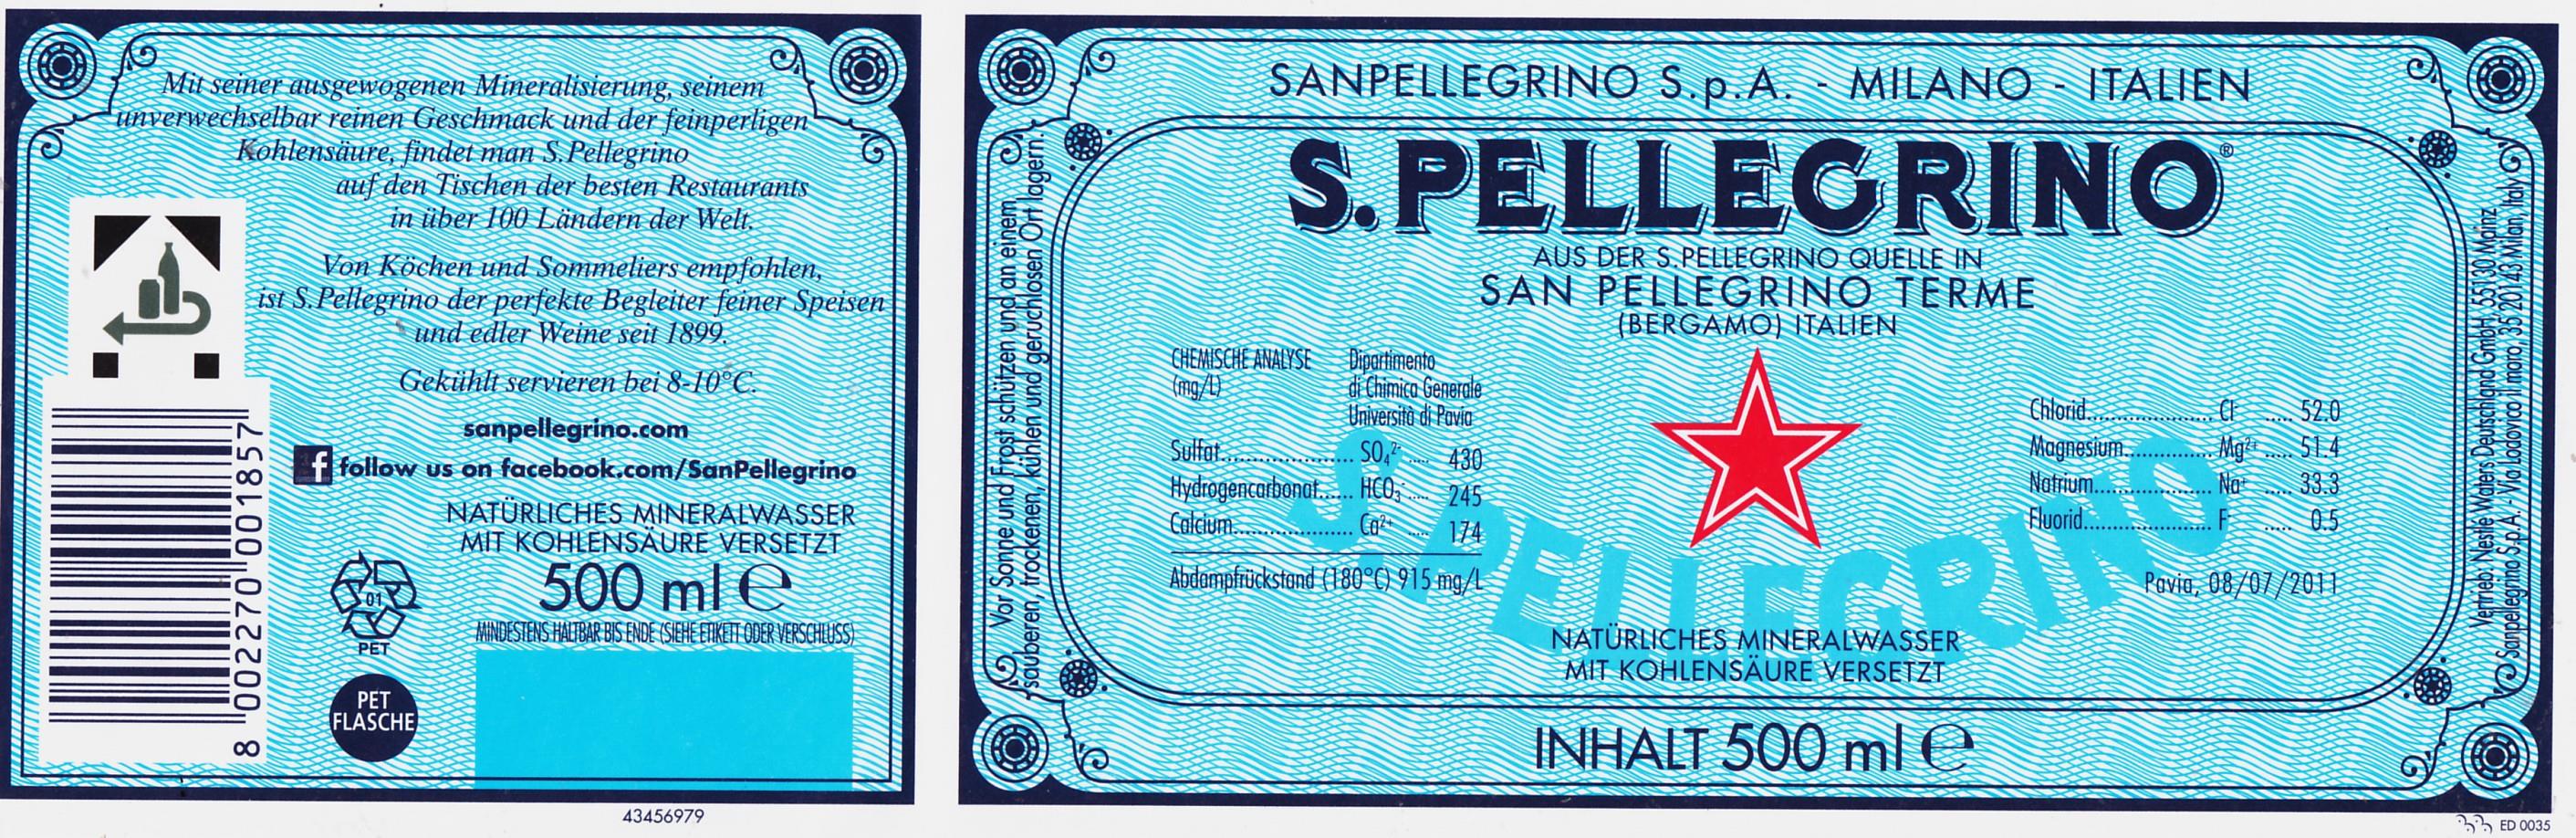 Mit seiner ausgewogenen Mineralisierung, seinem
unverwechselbar reinen Geschmack und der feinperligen
Kohlensäure, findet man S.Pellegrino
auf den Tischen der besten Restaurants
in über 100 Ländern der Welt.
Von Köchen und Sommeliers empfohlen,
ist S.Pellegrino der perfekte Begleiter feiner Speisen
und edler Weine seit 1899.
Gekühlt servieren bei 8-10°C.
sanpellegrino.com
f follow us on facebook.com/SanPellegrino
NATÜRLICHES MINERALWASSER
MIT KOHLENSÄURE VERSETZT
500 ml ℮
MINDESTENS HALTBAR BIS ENDE (SIEHE ETIKETT ODER VERSCHLUSS)
01
PET
PET
FLASCHE
8 002270 001857
43456979
Vor Sonne und Frost schützen und an einem
sauberen, trockenen, kühlen und geruchlosen Ort lagern.
SANPELLEGRINO S.p.A. - MILANO - ITALIEN
S.PELLEGRINO®
AUS DER S.PELLEGRINO QUELLE IN
SAN PELLEGRINO TERME
(BERGAMO) ITALIEN
CHEMISCHE ANALYSE
(mg/L)
Dipartimento
di Chimica Generale
Università di Pavia
Sulfat..................... SO₄²⁻ ..... 430
Hydrogencarbonat...... HCO₃⁻ ..... 245
Calcium.................... Ca²⁺ ..... 174
Abdampfrückstand (180°C) 915 mg/L
Chlorid..................... Cl⁻ ..... 52.0
Magnesium............... Mg²⁺ ..... 51.4
Natrium.................... Na⁺ ..... 33.3
Fluorid...................... F⁻ ..... 0.5
Pavia, 08/07/2011
S.PELLEGRINO
NATÜRLICHES MINERALWASSER
MIT KOHLENSÄURE VERSETZT
INHALT 500 ml ℮
Vertrieb: Nestlé Waters Deutschland GmbH, 55130 Mainz
Sanpellegrino S.p.A. - Via Lodovico il moro, 35 20143 Milan, Italy
ED 0035